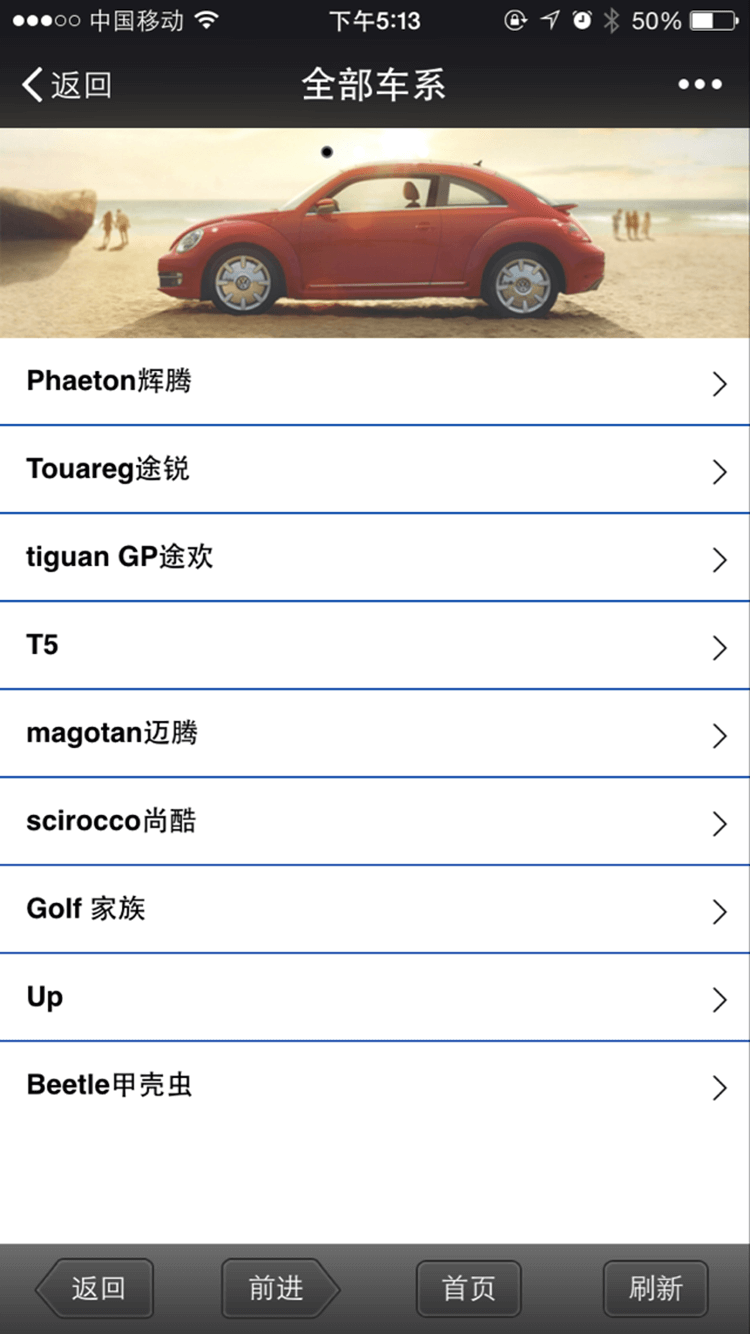 中国移动 下午5:13 50%
返回 全部车系
Phaeton辉腾
Touareg途锐
tiguan GP途欢
T5
magotan迈腾
scirocco尚酷
Golf 家族
Up
Beetle甲壳虫
返回 前进 首页 刷新